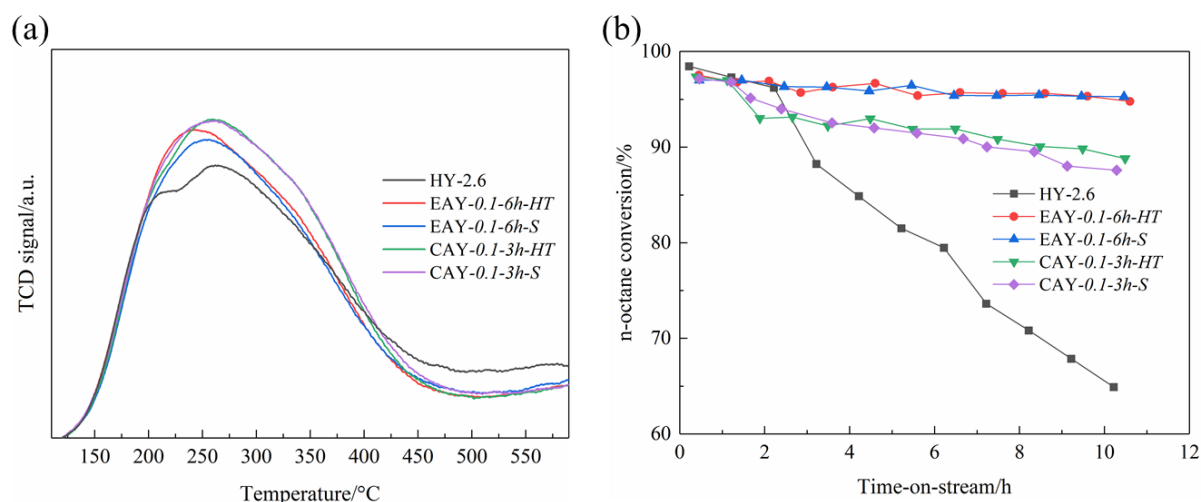 (a)
TCD signal/a.u.
HY-2.6
EAY-0.1-6h-HT
EAY-0.1-6h-S
CAY-0.1-3h-HT
CAY-0.1-3h-S
150 200 250 300 350 400 450 500 550
Temperature/°C
(b)
n-octane conversion/%
100
90
80
70
60
HY-2.6
EAY-0.1-6h-HT
EAY-0.1-6h-S
CAY-0.1-3h-HT
CAY-0.1-3h-S
0 2 4 6 8 10 12
Time-on-stream/h